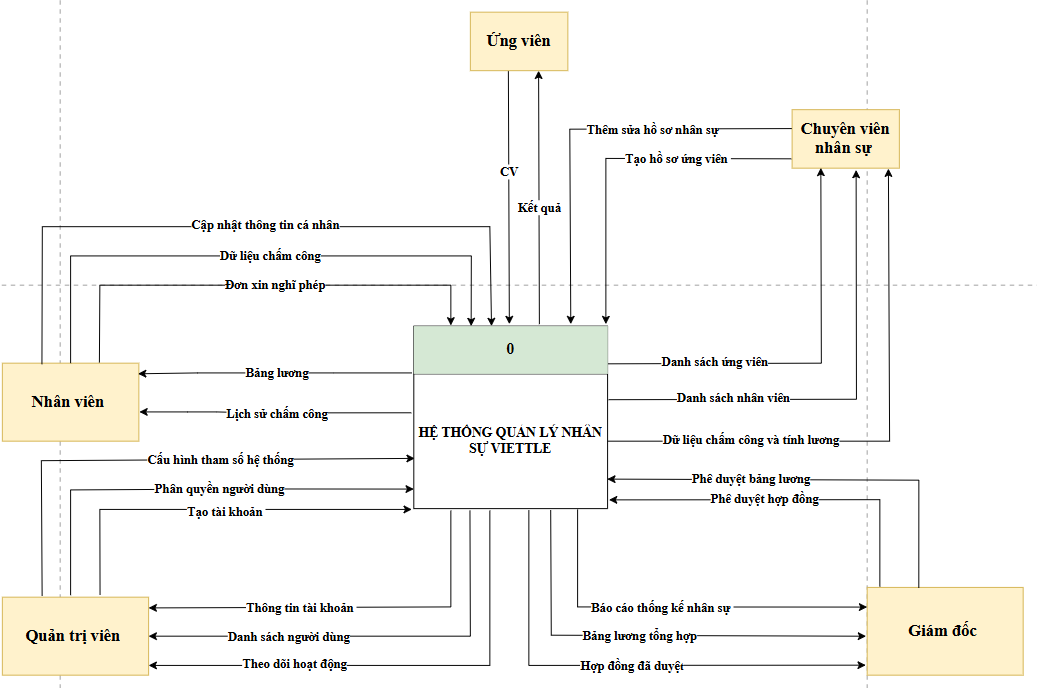 Ứng viên
Thêm sửa hồ sơ nhân sự
Chuyên viên
nhân sự
Tạo hồ sơ ứng viên
CV
Kết quả
Cập nhật thông tin cá nhân
Dữ liệu chấm công
Đơn xin nghĩ phép
0
Danh sách ứng viên
Bảng lương
Nhân viên
Danh sách nhân viên
Lịch sử chấm công
HỆ THỐNG QUẢN LÝ NHÂN
SỰ VIETTLE
Dữ liệu chấm công và tính lương
Cấu hình tham số hệ thống
Phê duyệt bảng lương
Phân quyền người dùng
Phê duyệt hợp đồng
Tạo tài khoản
Thông tin tài khoản
Báo cáo thống kế nhân sự
Quản trị viên
Danh sách người dùng
Bảng lương tổng hợp
Giám đốc
Theo dõi hoạt động
Hợp đồng đã duyệt